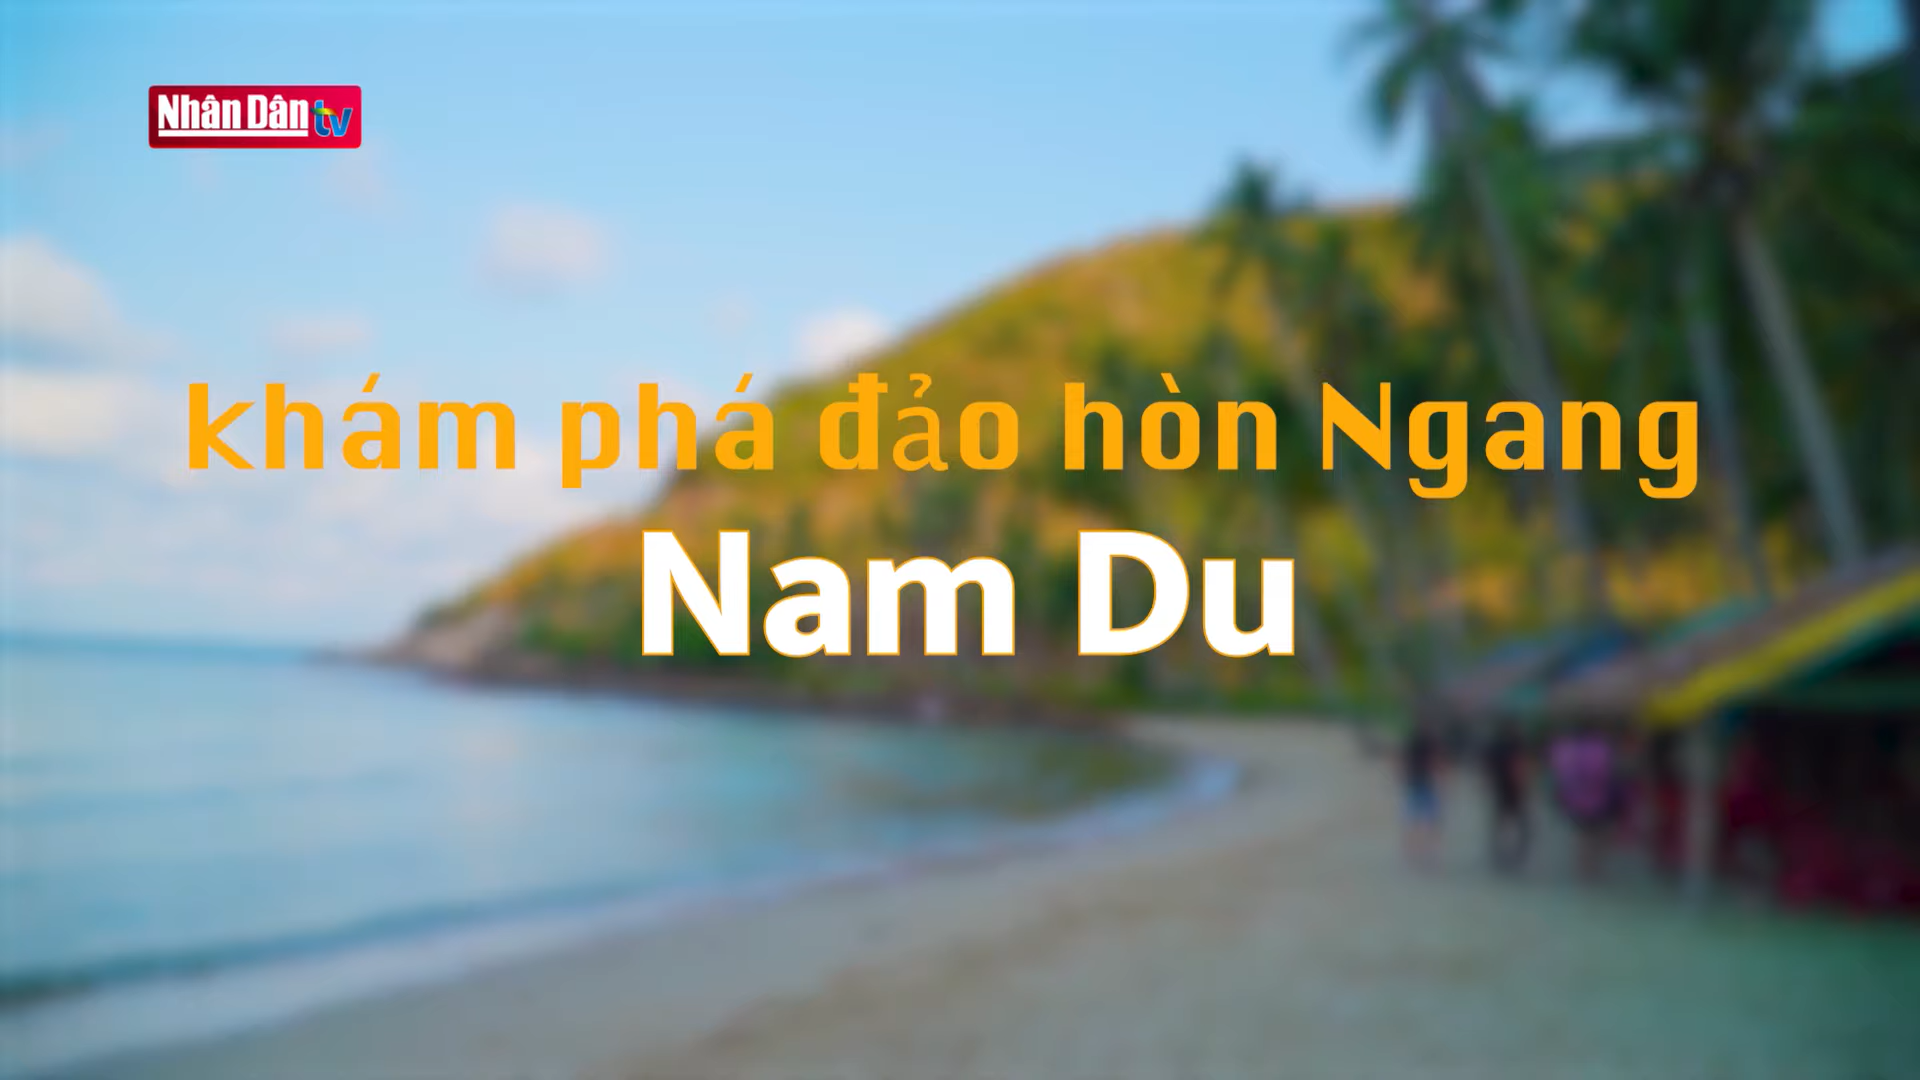 Nhân Dân tv
khám phá đảo hòn Ngang
Nam Du